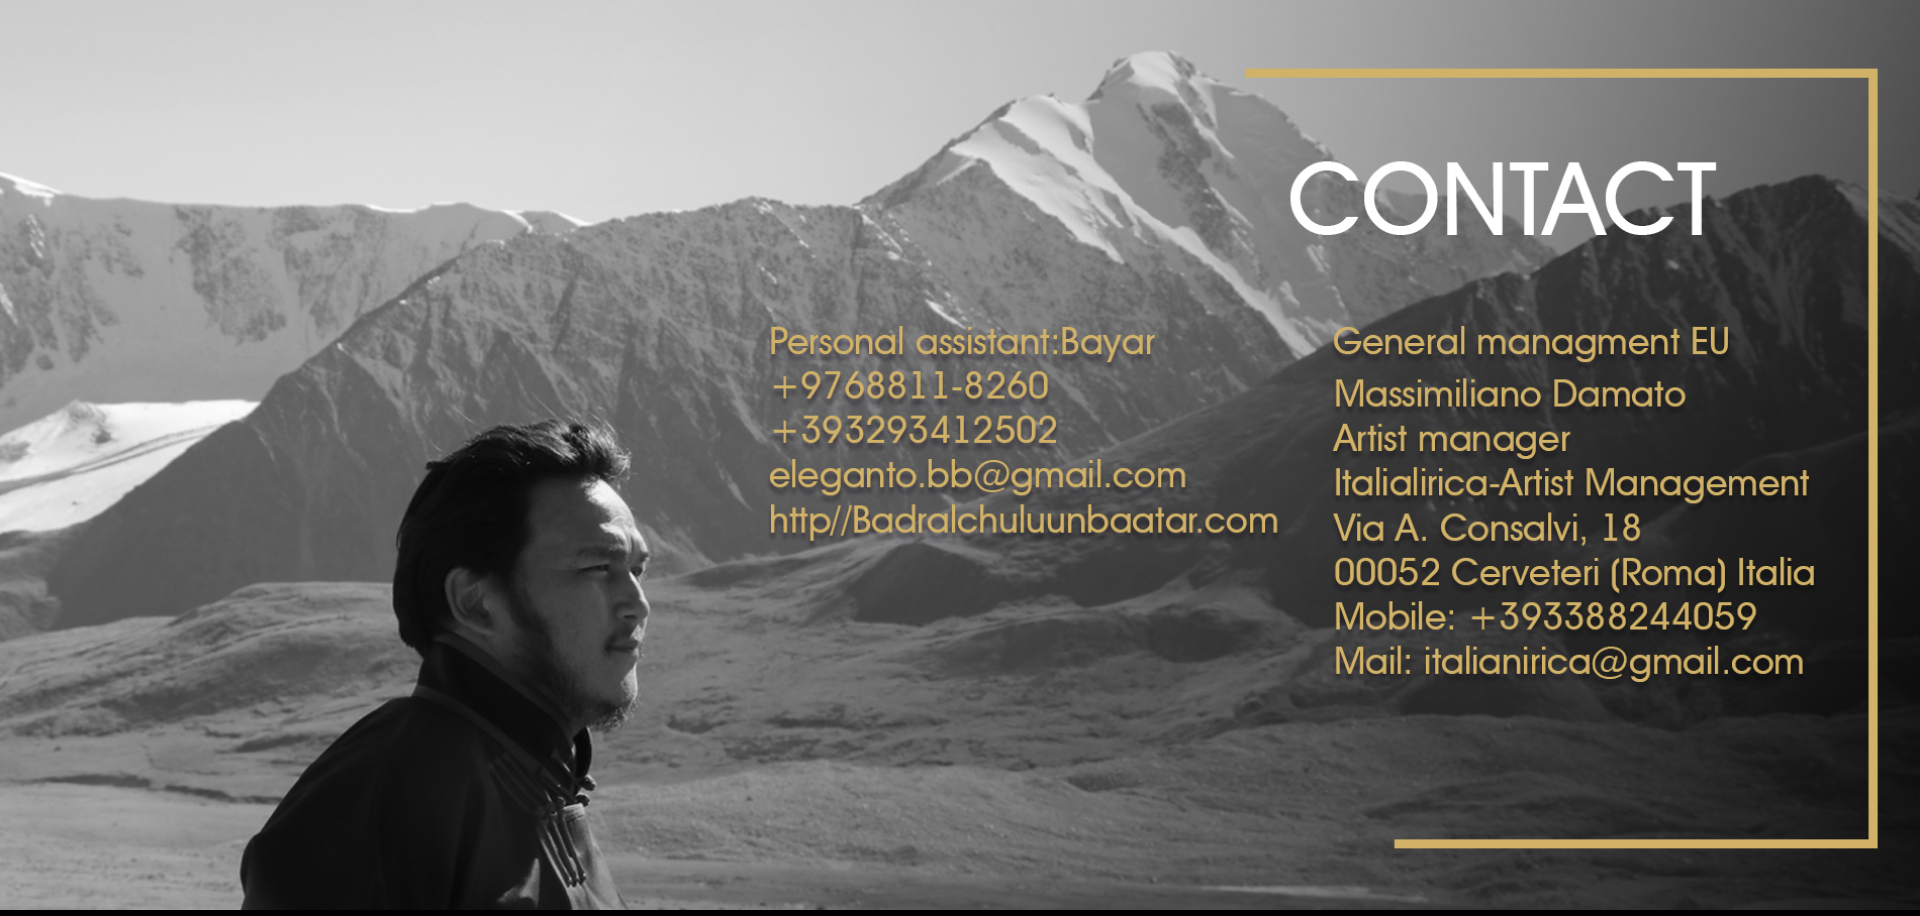 CONTACT
Personal assistant:Bayar
+9768811-8260
+393293412502
eleganto.bb@gmail.com
http//Badralchuluunbaatar.com
General managment EU
Massimiliano Damato
Artist manager
Italialirica-Artist Management
Via A. Consalvi, 18
00052 Cerveteri (Roma) Italia
Mobile: +393388244059
Mail: italianirica@gmail.com